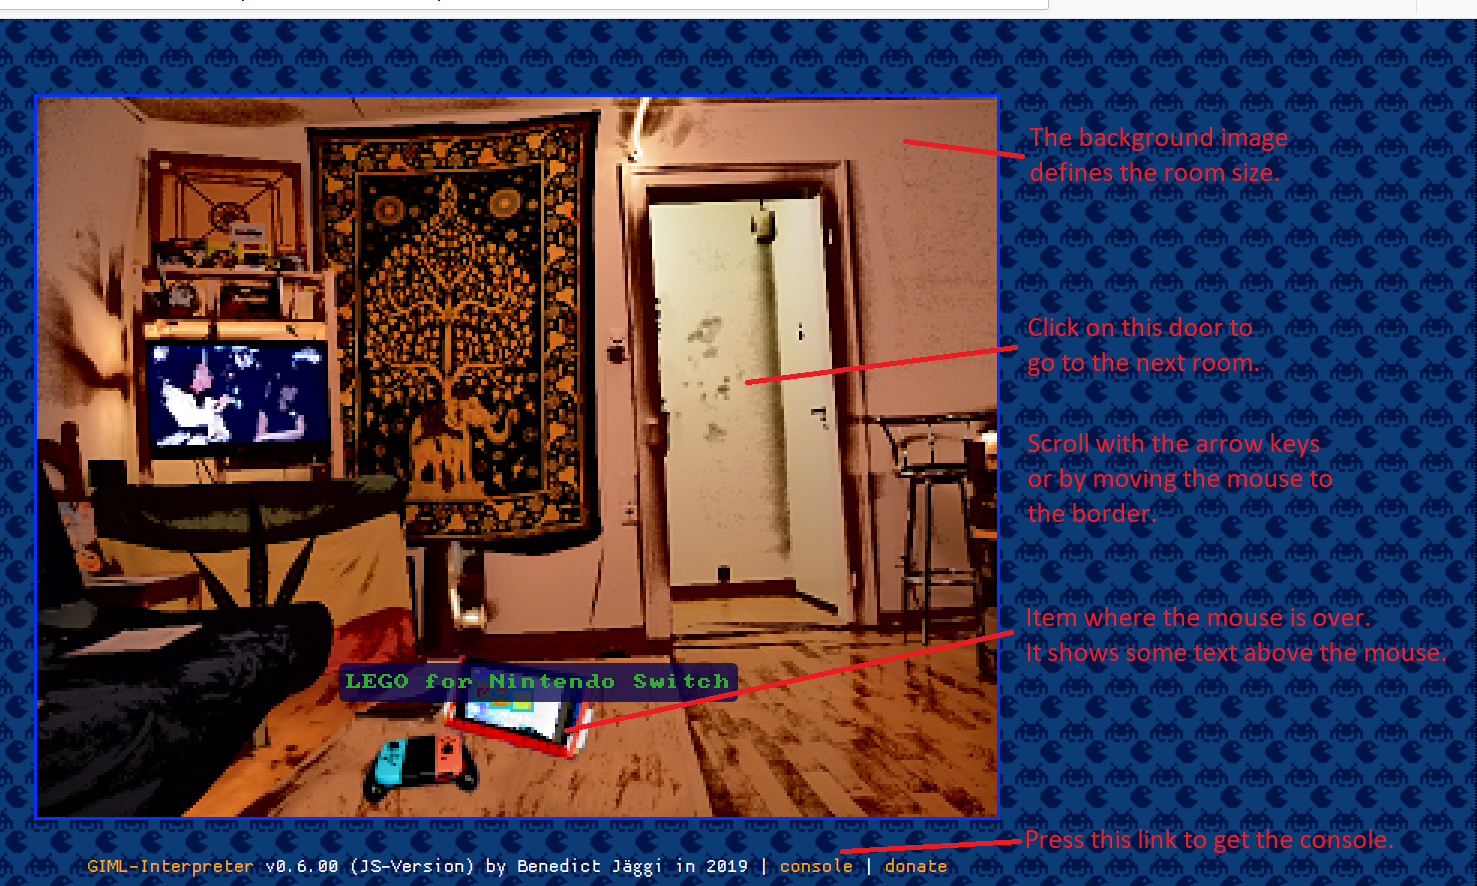 The background image
defines the room size.
Click on this door to
go to the next room.
Scroll with the arrow keys
or by moving the mouse to
the border.
Item where the mouse is over.
It shows some text above the mouse.
LEGO for Nintendo Switch
Press this link to get the console.
GIML-Interpreter v0.6.00 (JS-Version) by Benedict Jäggi in 2019 | console | donate